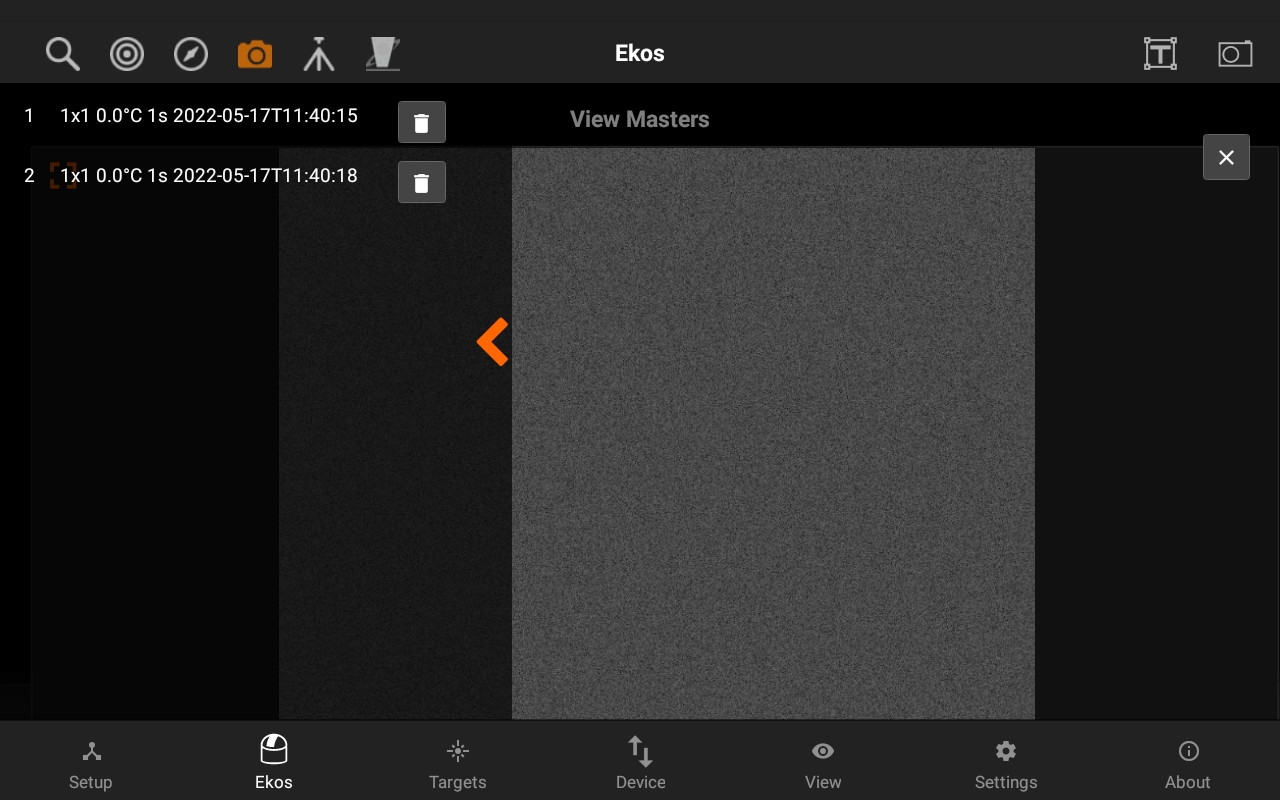 Ekos
T
1 1x1 0.0°C 1s 2022-05-17T11:40:15
View Masters
2 1x1 0.0°C 1s 2022-05-17T11:40:18
Setup
Ekos
Targets
Device
View
Settings
About